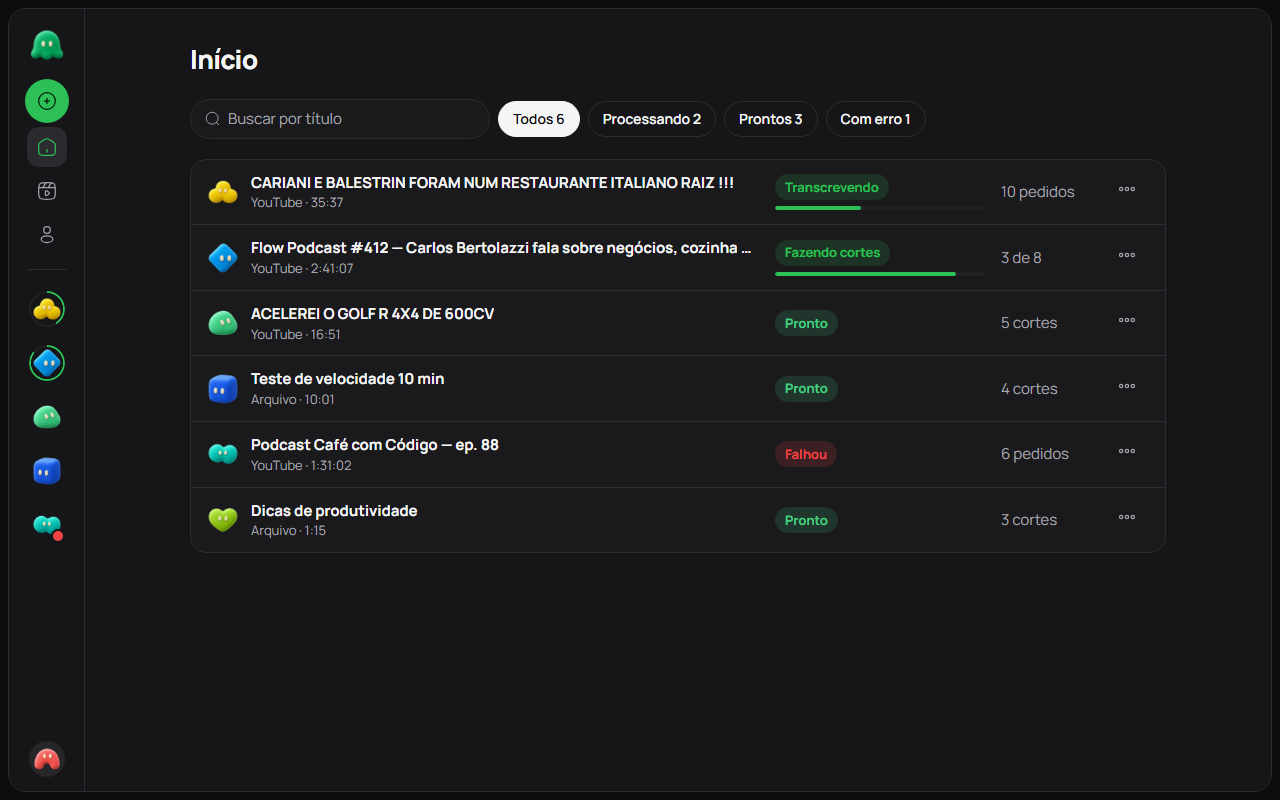 Início
Buscar por título
Todos 6
Processando 2
Prontos 3
Com erro 1
CARIANI E BALESTRIN FORAM NUM RESTAURANTE ITALIANO RAIZ !!!
YouTube · 35:37
Transcrevendo
10 pedidos
Flow Podcast #412 — Carlos Bertolazzi fala sobre negócios, cozinha ...
YouTube · 2:41:07
Fazendo cortes
3 de 8
ACELEREI O GOLF R 4X4 DE 600CV
YouTube · 16:51
Pronto
5 cortes
Teste de velocidade 10 min
Arquivo · 10:01
Pronto
4 cortes
Podcast Café com Código — ep. 88
YouTube · 1:31:02
Falhou
6 pedidos
Dicas de produtividade
Arquivo · 1:15
Pronto
3 cortes